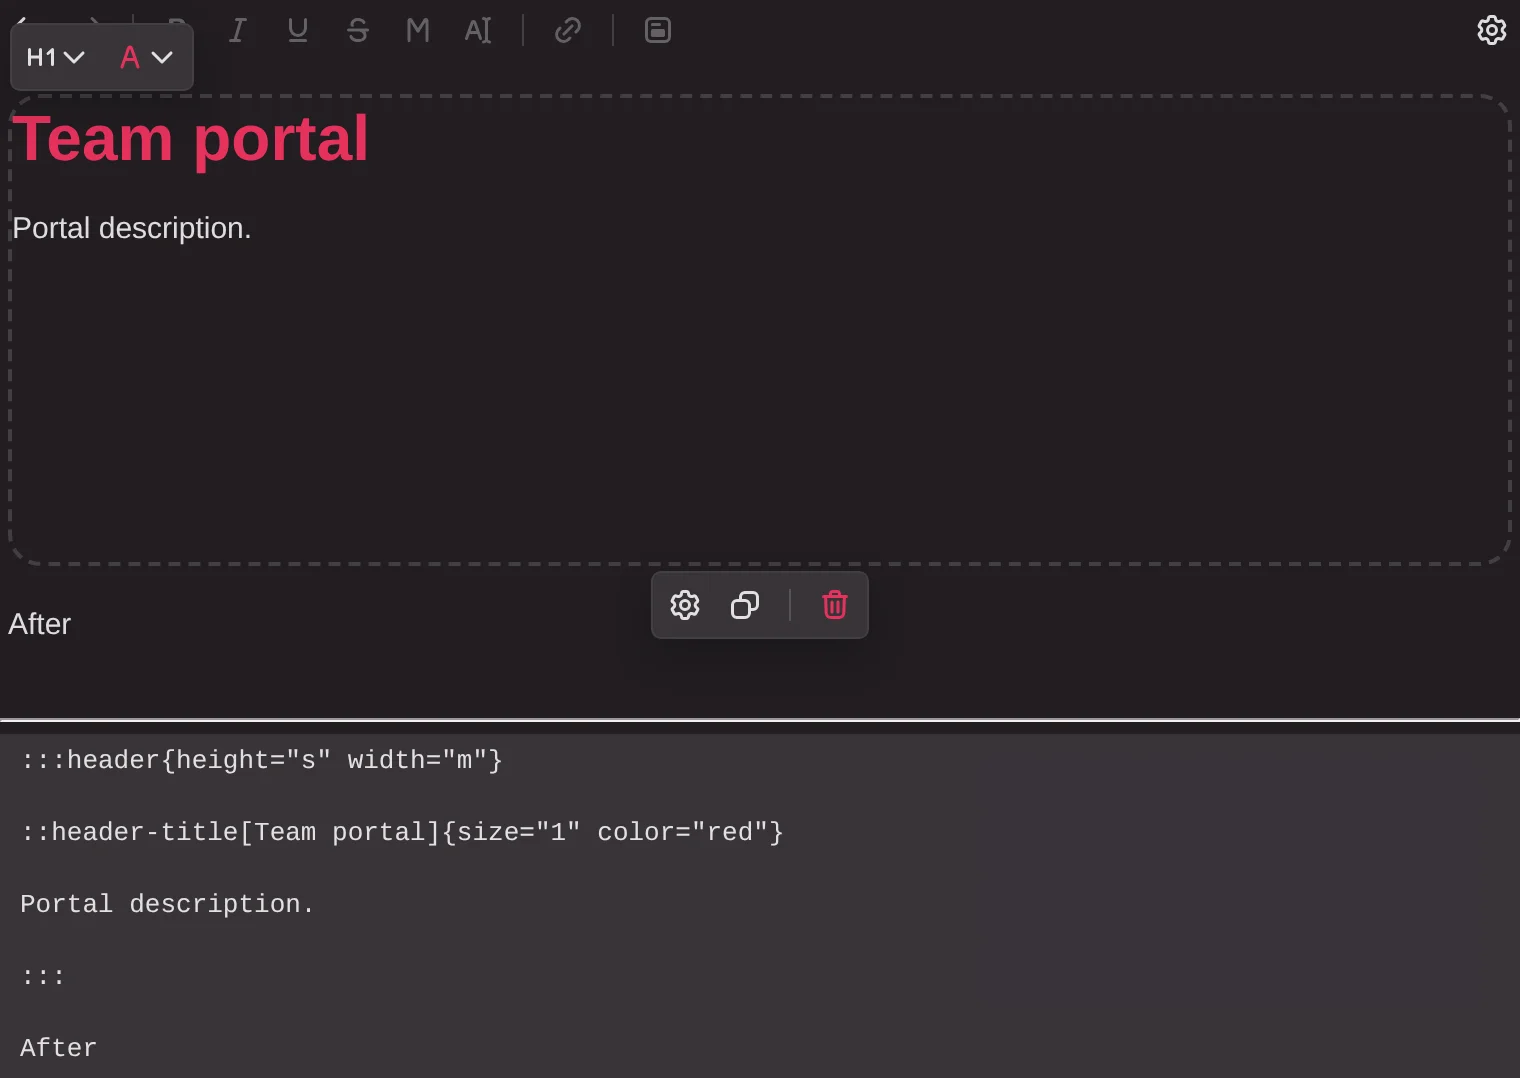 H1 A
Team portal
Portal description.
After
:::header{height="s" width="m"}
::header-title[Team portal]{size="1" color="red"}
Portal description.
:::
After